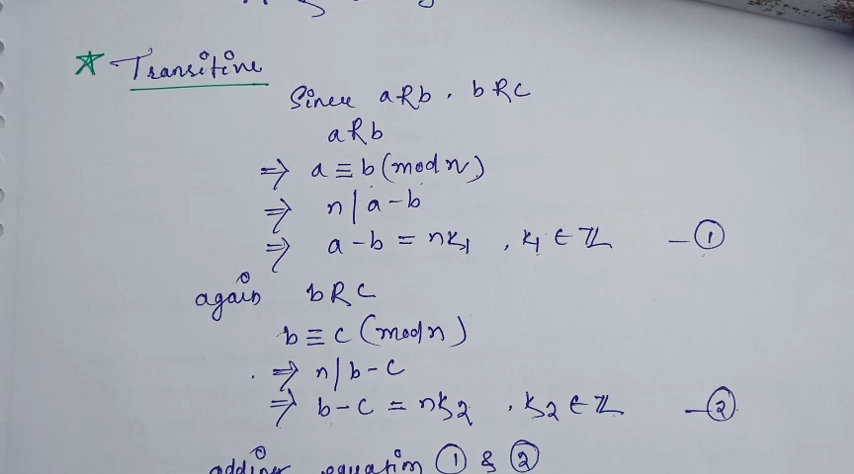 ★ Transitive
Since aRb, bRC
aRb
⇒ a ≡ b (mod n)
⇒ n | a - b
⇒ a - b = nk₁ , k₁ ∈ ℤ —①
again bRC
b ≡ c (mod n)
⇒ n | b - c
⇒ b - c = nk₂ , k₂ ∈ ℤ —②
adding equation ① & ②